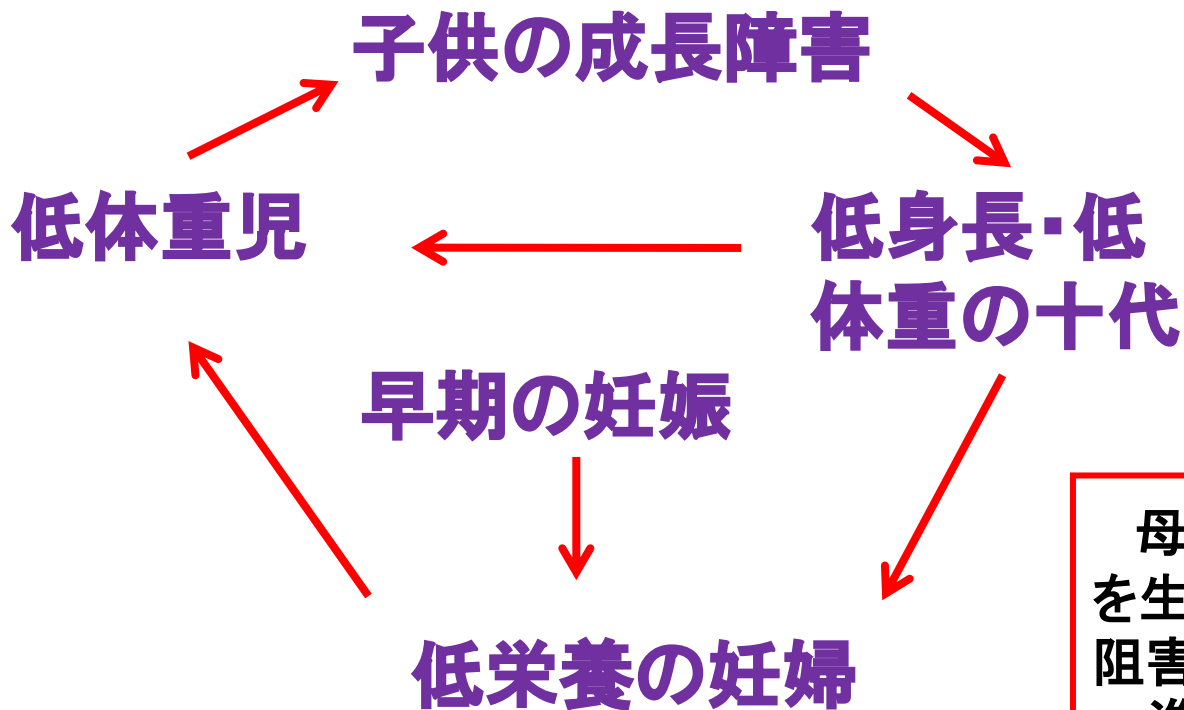 子供の成長障害
低体重児
低身長・低
体重の十代
早期の妊娠
低栄養の妊婦
母
を生
阻害